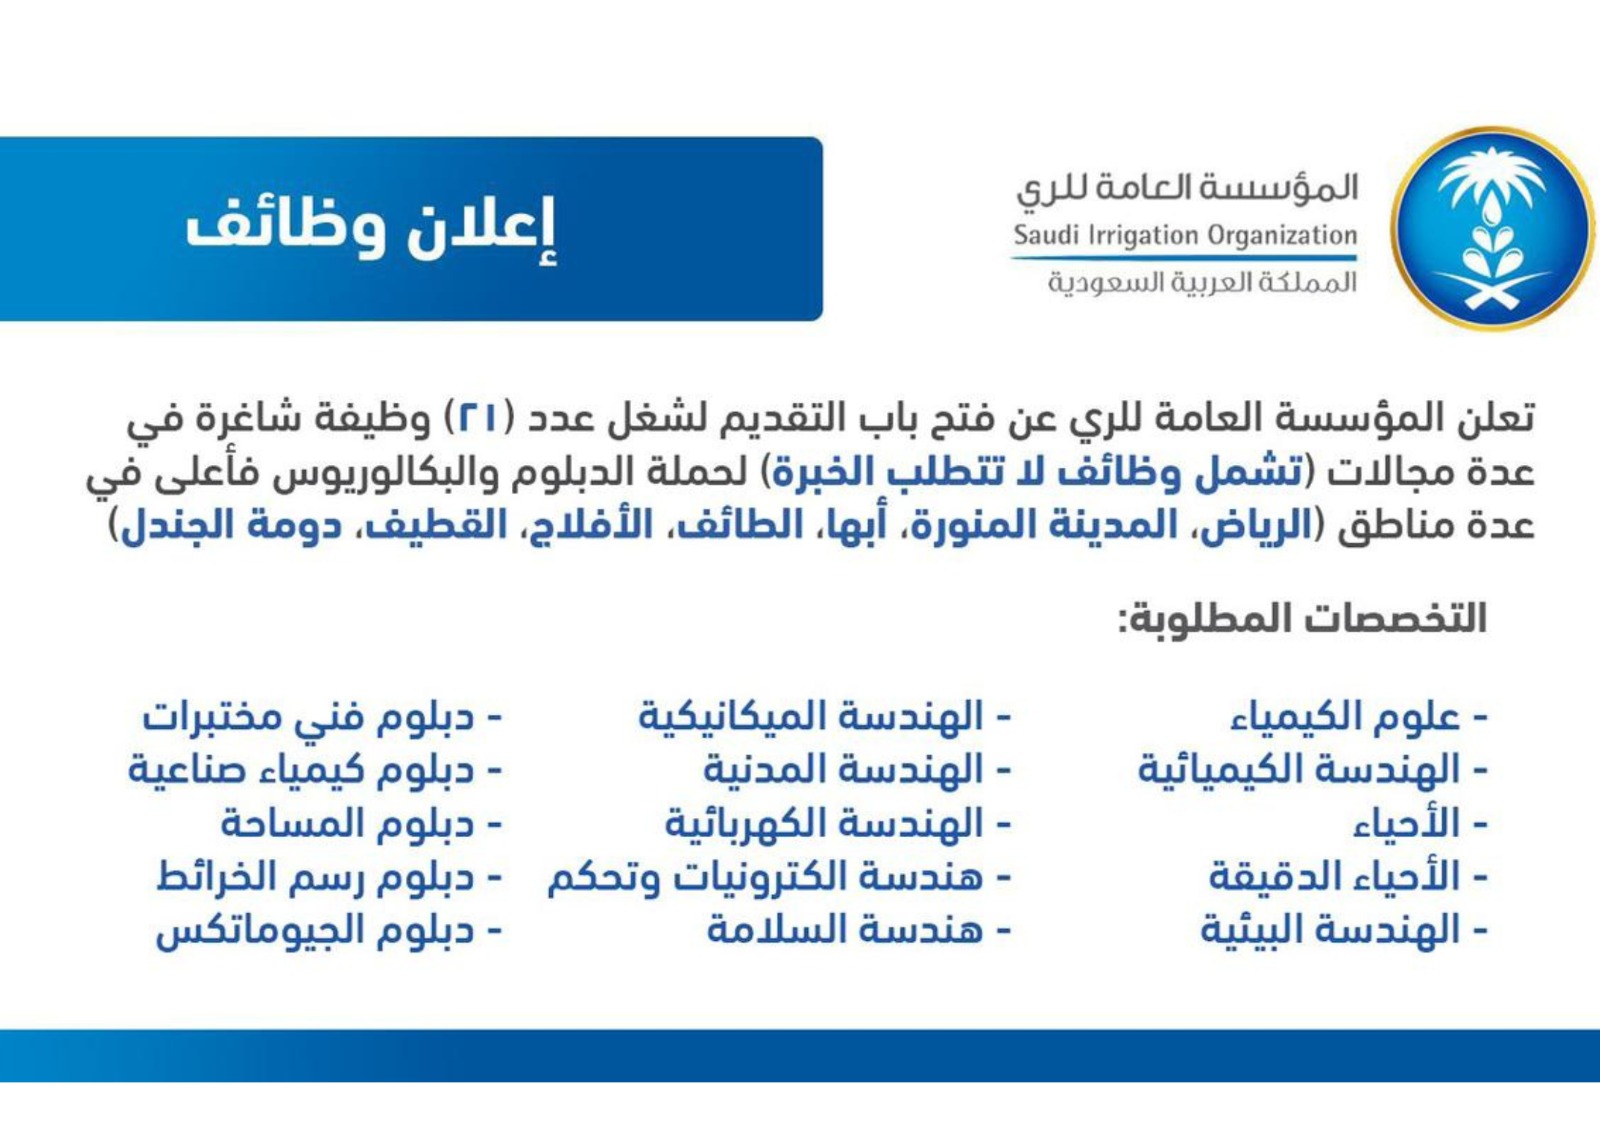 المؤسسة العامة للري
Saudi Irrigation Organization
المملكة العربية السعودية
إعلان وظائف
تعلن المؤسسة العامة للري عن فتح باب التقديم لشغل عدد (٢١) وظيفة شاغرة في
عدة مجالات (تشمل وظائف لا تتطلب الخبرة) لحملة الدبلوم والبكالوريوس فأعلى في
عدة مناطق (الرياض، المدينة المنورة، أبها، الطائف، الأفلاج، القطيف، دومة الجندل)
التخصصات المطلوبة:
- علوم الكيمياء
- الهندسة الكيميائية
- الأحياء
- الأحياء الدقيقة
- الهندسة البيئية
- الهندسة الميكانيكية
- الهندسة المدنية
- الهندسة الكهربائية
- هندسة الكترونيات وتحكم
- هندسة السلامة
- دبلوم فني مختبرات
- دبلوم كيمياء صناعية
- دبلوم المساحة
- دبلوم رسم الخرائط
- دبلوم الجيوماتكس